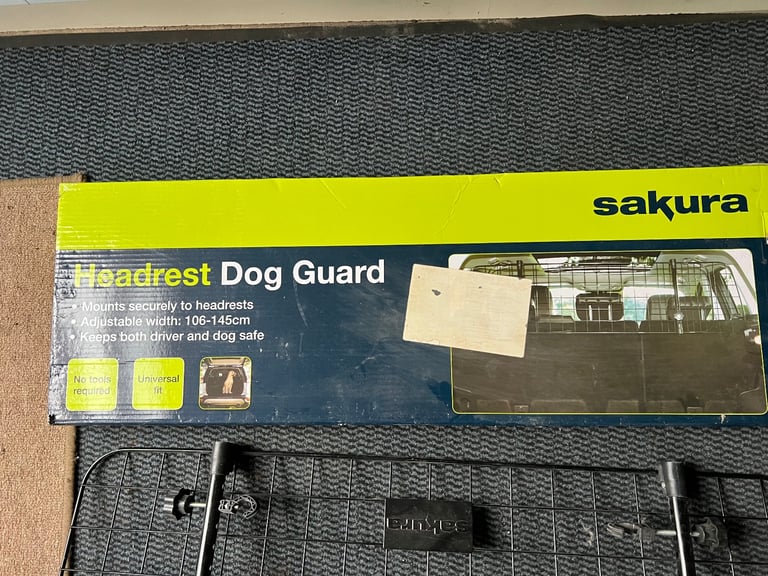 sakura
Headrest Dog Guard
• Mounts securely to headrests
• Adjustable width: 106-145cm
• Keeps both driver and dog safe
No tools
required
Universal
fit
sakura